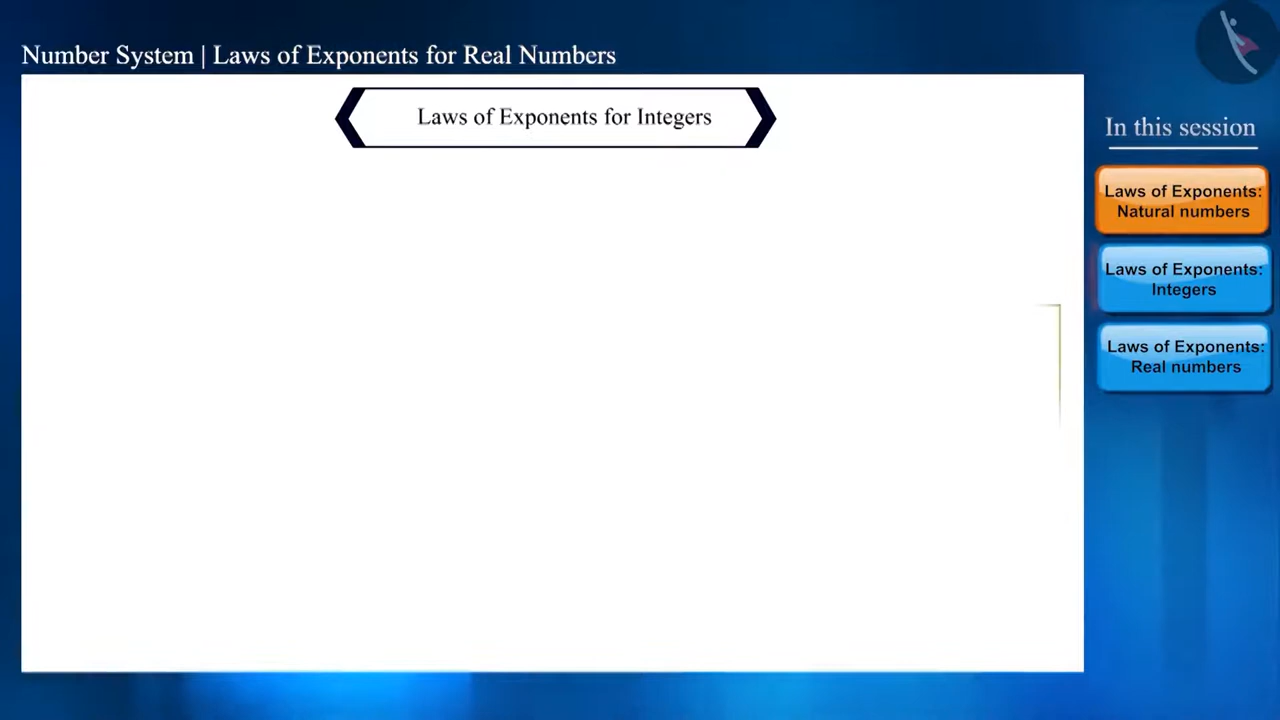 Number System | Laws of Exponents for Real Numbers
Laws of Exponents for Integers
In this session
Laws of Exponents:
Natural numbers
Laws of Exponents:
Integers
Laws of Exponents:
Real numbers